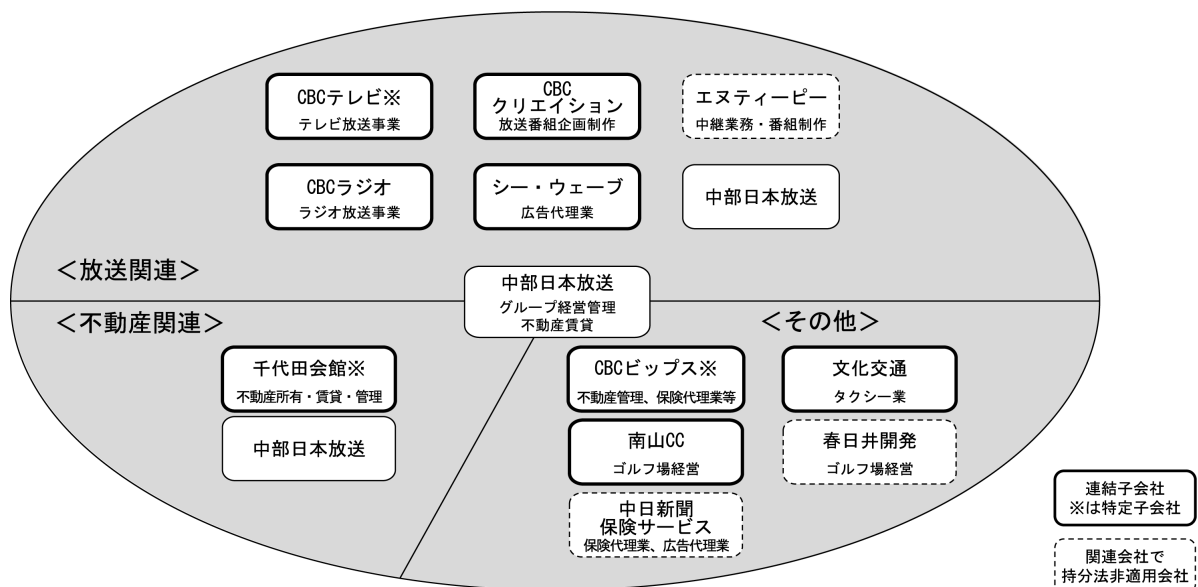 CBCテレビ※
テレビ放送事業
CBC
クリエイション
放送番組企画制作
エヌティーピー
中継業務・番組制作
CBCラジオ
ラジオ放送事業
シー・ウェーブ
広告代理業
中部日本放送
＜放送関連＞
中部日本放送
グループ経営管理
不動産賃貸
＜不動産関連＞
千代田会館※
不動産所有・賃貸・管理
中部日本放送
＜その他＞
CBCビップス※
不動産管理、保険代理業等
文化交通
タクシー業
南山CC
ゴルフ場経営
春日井開発
ゴルフ場経営
中日新聞
保険サービス
保険代理業、広告代理業
連結子会社
※は特定子会社
関連会社で
持分法非適用会社